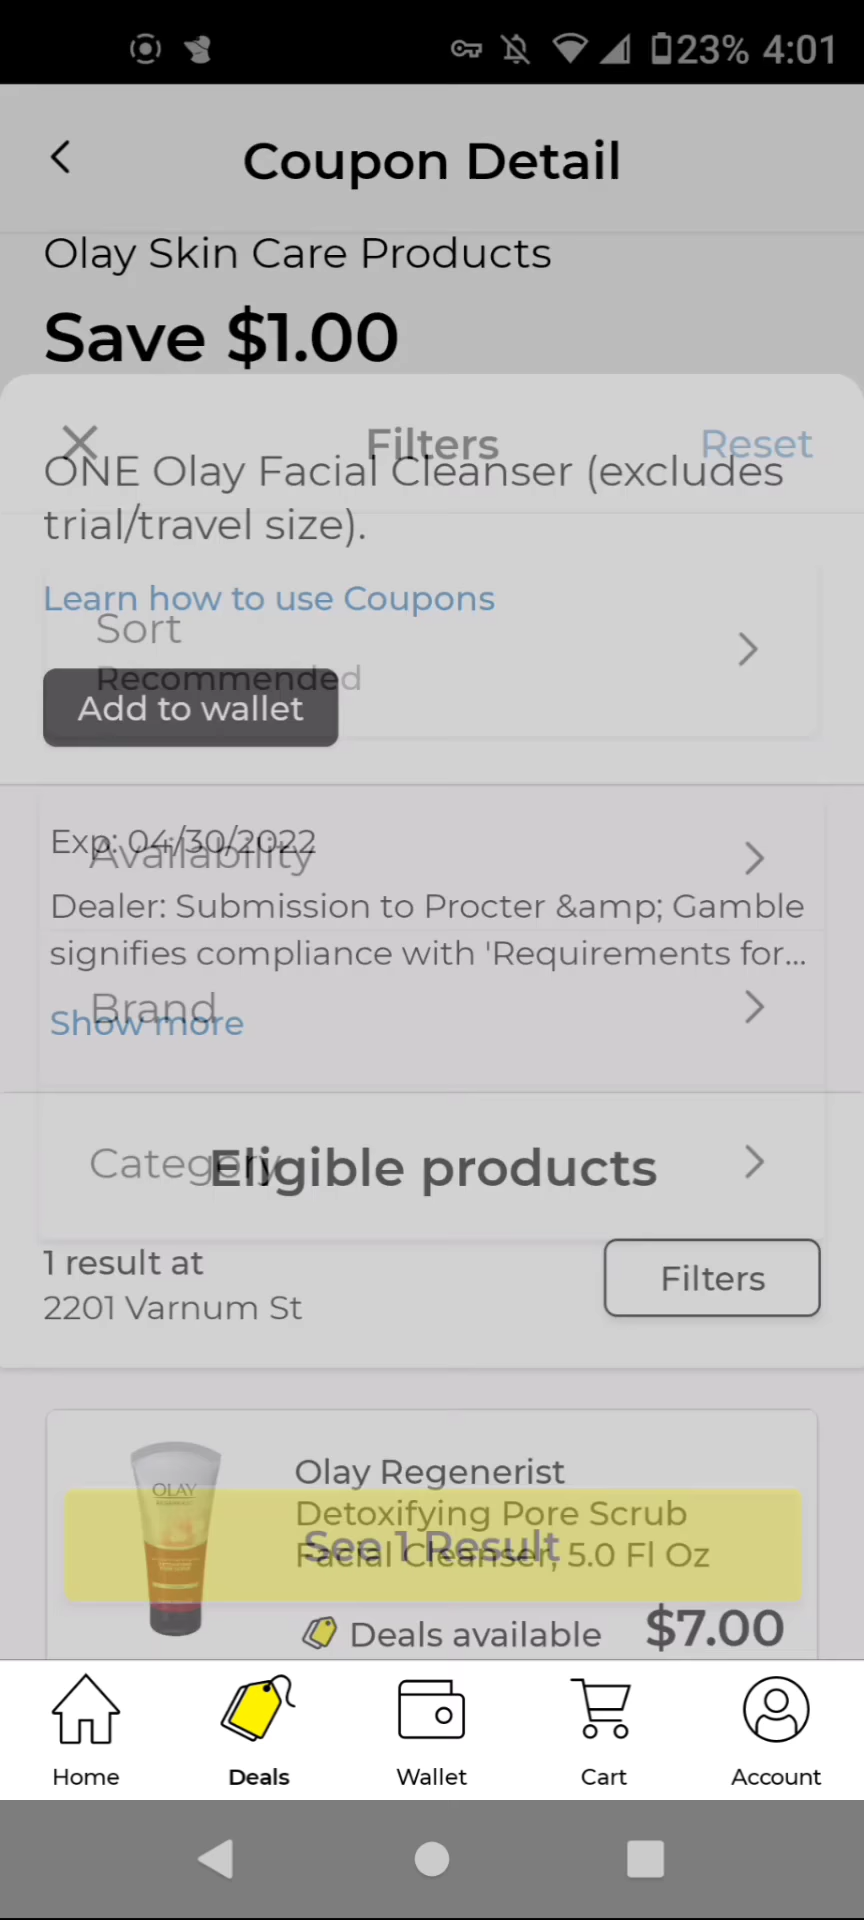 23% 4:01
Coupon Detail
Olay Skin Care Products
Save $1.00
Filters
Reset
ONE Olay Facial Cleanser (excludes
trial/travel size).
Learn how to use Coupons
Sort
Recommended
Add to wallet
Exp: 04/30/2022
Availability
Dealer: Submission to Procter &amp; Gamble
signifies compliance with 'Requirements for...
Brand
Show more
Category
Eligible products
1 result at
2201 Varnum St
Filters
OLAY
Olay Regenerist
Detoxifying Pore Scrub
See 1 Result
Facial Cleanser, 5.0 Fl Oz
Deals available
$7.00
Home
Deals
Wallet
Cart
Account